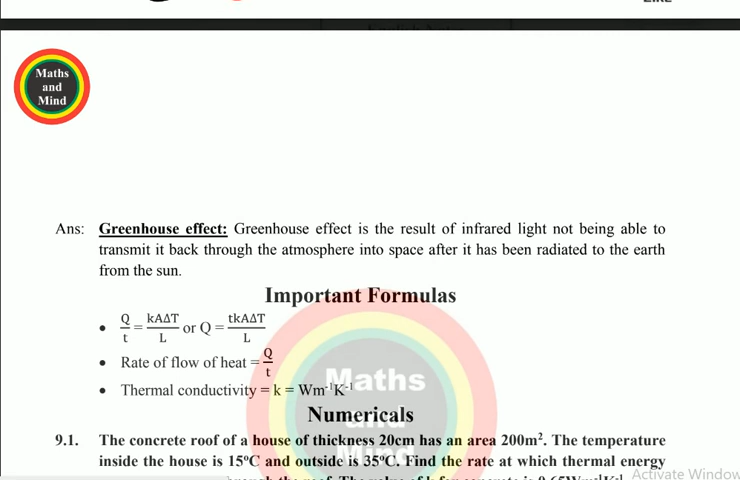 Maths
and
Mind
Ans: Greenhouse effect: Greenhouse effect is the result of infrared light not being able to
transmit it back through the atmosphere into space after it has been radiated to the earth
from the sun.
Important Formulas
• Q/t = kAΔT/L or Q = tkAΔT/L
• Rate of flow of heat = Q/t
• Thermal conductivity = k = Wm⁻¹K⁻¹
Maths
and
Mind
Numericals
9.1. The concrete roof of a house of thickness 20cm has an area 200m². The temperature
inside the house is 15ºC and outside is 35ºC. Find the rate at which thermal energy
Activate Window